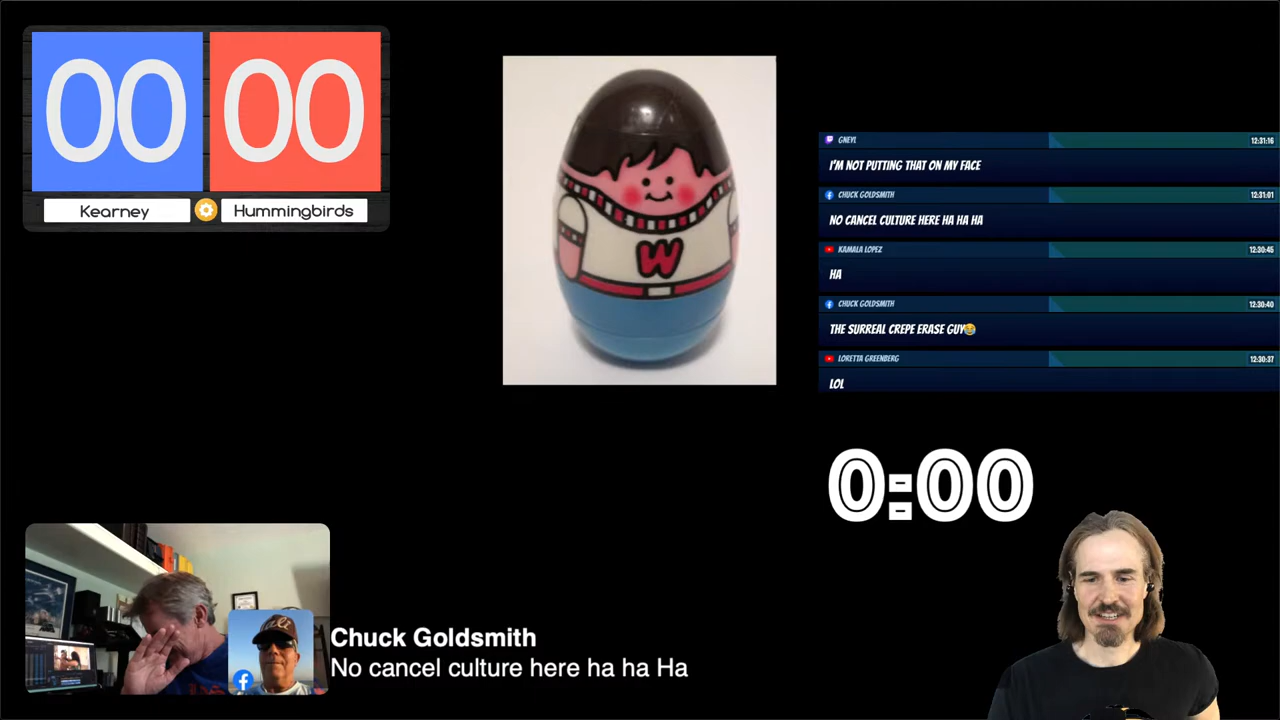 00 00
Kearney Hummingbirds
W
GNEYL 12:31:16
I'M NOT PUTTING THAT ON MY FACE
CHUCK GOLDSMITH 12:31:01
NO CANCEL CULTURE HERE HA HA HA
KAMALA LOPEZ 12:30:45
HA
CHUCK GOLDSMITH 12:30:40
THE SURREAL CREPE ERASE GUY😂
LORETTA GREENBERG 12:30:37
LOL
0:00
Chuck Goldsmith
No cancel culture here ha ha Ha